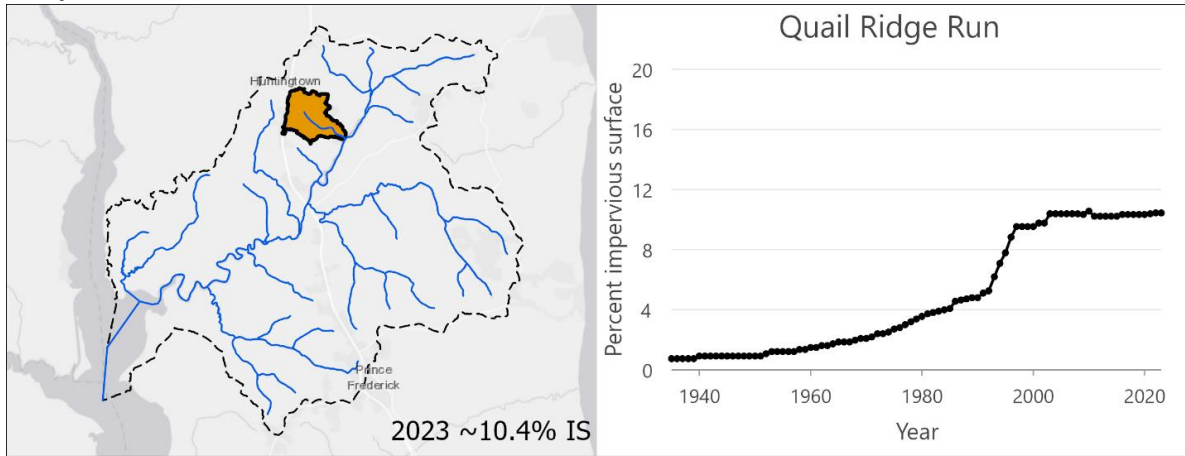 Huntingtown
Prince
Frederick
2023 ~10.4% IS
Quail Ridge Run
Percent impervious surface
20
16
12
8
4
0
1940 1960 1980 2000 2020
Year